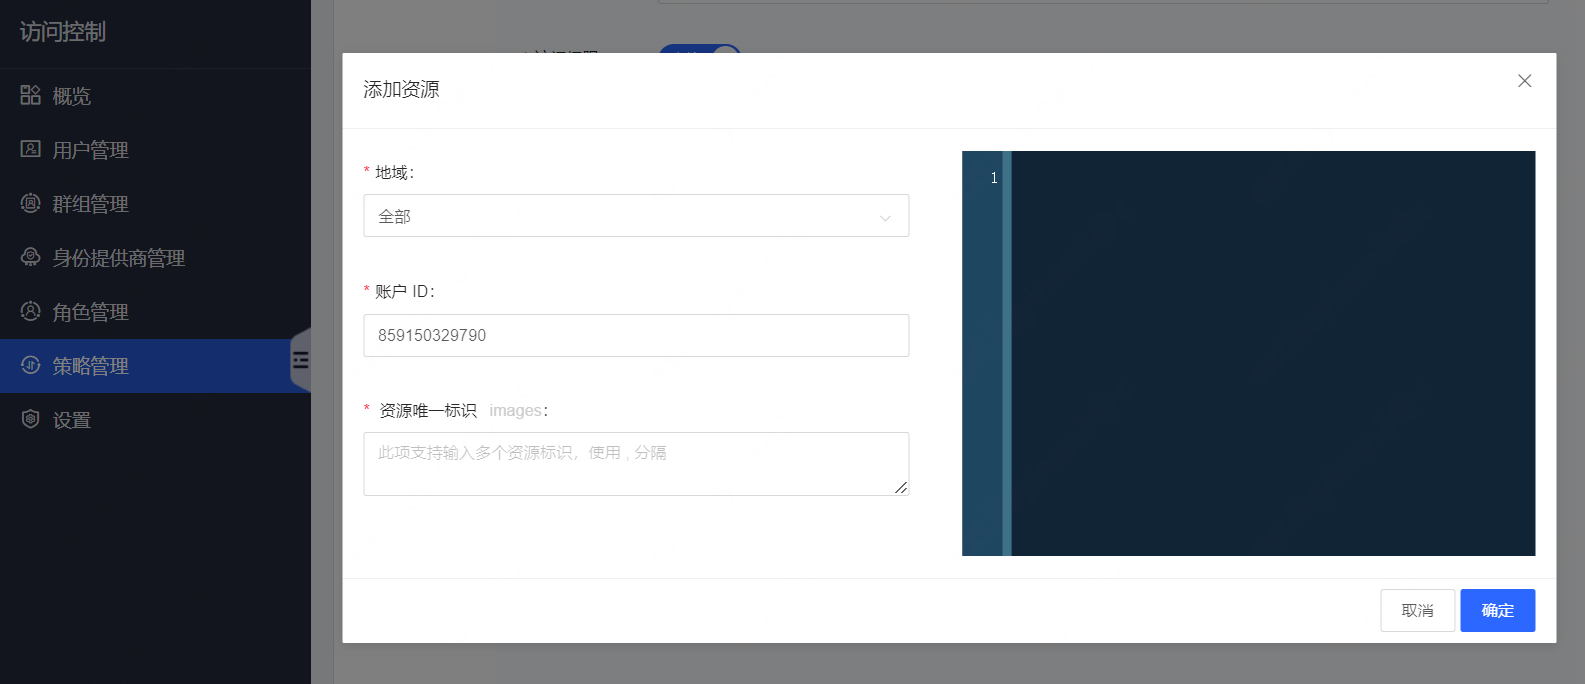 访问控制
概览
用户管理
群组管理
身份提供商管理
角色管理
策略管理
设置
添加资源
* 地域：
全部
* 账户 ID：
859150329790
* 资源唯一标识 images：
此项支持输入多个资源标识，使用 , 分隔
1
取消
确定